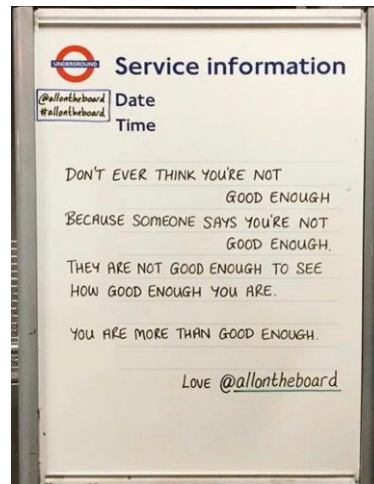 UNDERGROUND
Service information
@allontheboard
#allontheboard
Date
Time
DON'T EVER THINK YOU'RE NOT
GOOD ENOUGH
BECAUSE SOMEONE SAYS YOU'RE NOT
GOOD ENOUGH.
THEY ARE NOT GOOD ENOUGH TO SEE
HOW GOOD ENOUGH YOU ARE.
YOU ARE MORE THAN GOOD ENOUGH.
LOVE @allontheboard